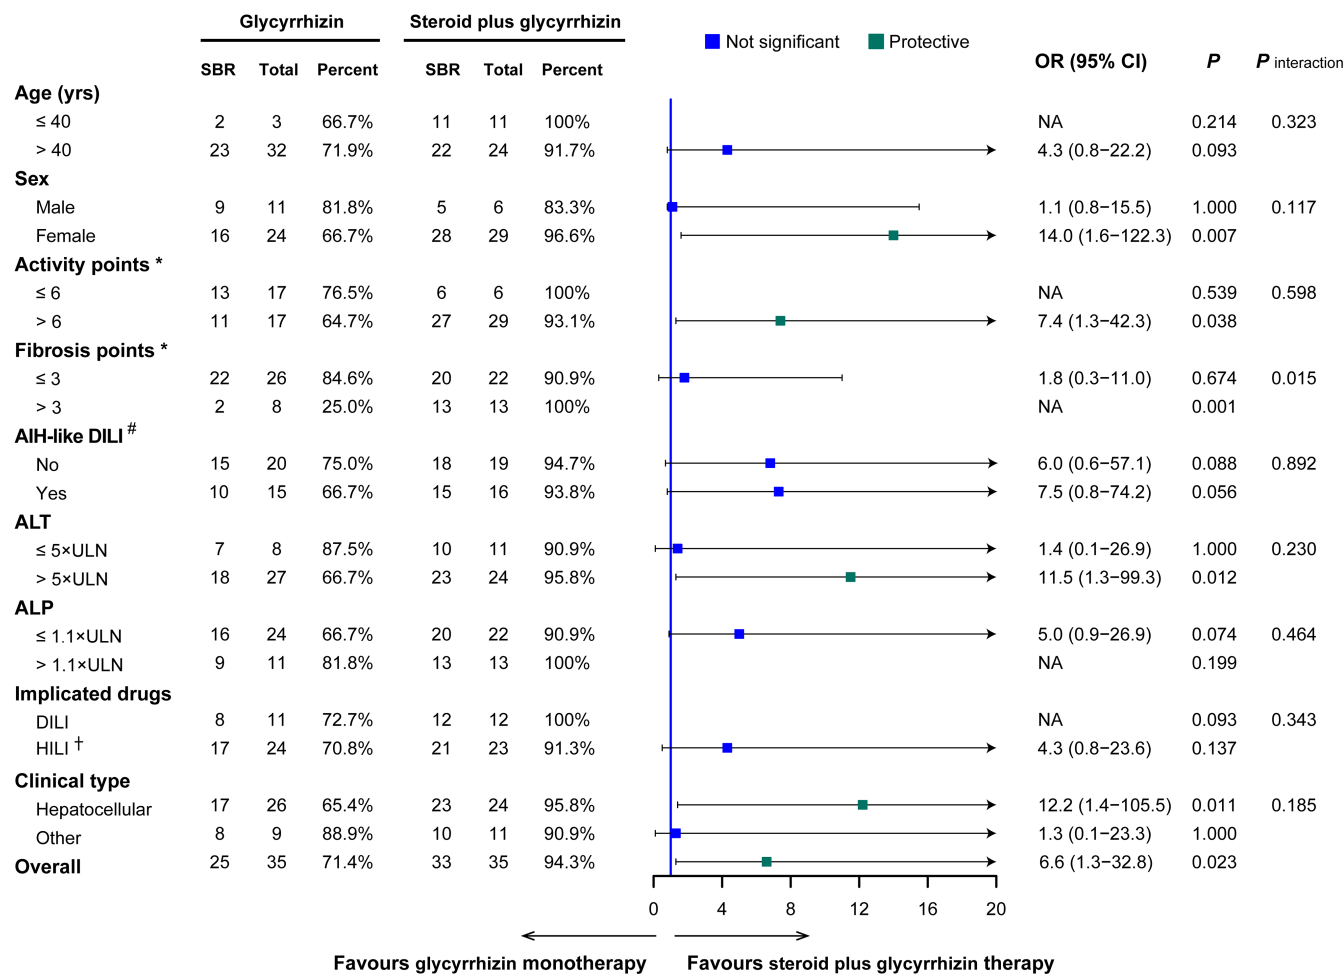 Glycyrrhizin Steroid plus glycyrrhizin
Not significant Protective
SBR Total Percent SBR Total Percent OR (95% CI) P P interaction
Age (yrs)
≤ 40 2 3 66.7% 11 11 100% NA 0.214 0.323
> 40 23 32 71.9% 22 24 91.7% 4.3 (0.8−22.2) 0.093
Sex
Male 9 11 81.8% 5 6 83.3% 1.1 (0.8−15.5) 1.000 0.117
Female 16 24 66.7% 28 29 96.6% 14.0 (1.6−122.3) 0.007
Activity points *
≤ 6 13 17 76.5% 6 6 100% NA 0.539 0.598
> 6 11 17 64.7% 27 29 93.1% 7.4 (1.3−42.3) 0.038
Fibrosis points *
≤ 3 22 26 84.6% 20 22 90.9% 1.8 (0.3−11.0) 0.674 0.015
> 3 2 8 25.0% 13 13 100% NA 0.001
AIH-like DILI #
No 15 20 75.0% 18 19 94.7% 6.0 (0.6−57.1) 0.088 0.892
Yes 10 15 66.7% 15 16 93.8% 7.5 (0.8−74.2) 0.056
ALT
≤ 5×ULN 7 8 87.5% 10 11 90.9% 1.4 (0.1−26.9) 1.000 0.230
> 5×ULN 18 27 66.7% 23 24 95.8% 11.5 (1.3−99.3) 0.012
ALP
≤ 1.1×ULN 16 24 66.7% 20 22 90.9% 5.0 (0.9−26.9) 0.074 0.464
> 1.1×ULN 9 11 81.8% 13 13 100% NA 0.199
Implicated drugs
DILI 8 11 72.7% 12 12 100% NA 0.093 0.343
HILI † 17 24 70.8% 21 23 91.3% 4.3 (0.8−23.6) 0.137
Clinical type
Hepatocellular 17 26 65.4% 23 24 95.8% 12.2 (1.4−105.5) 0.011 0.185
Other 8 9 88.9% 10 11 90.9% 1.3 (0.1−23.3) 1.000
Overall 25 35 71.4% 33 35 94.3% 6.6 (1.3−32.8) 0.023
0 4 8 12 16 20
Favours glycyrrhizin monotherapy Favours steroid plus glycyrrhizin therapy